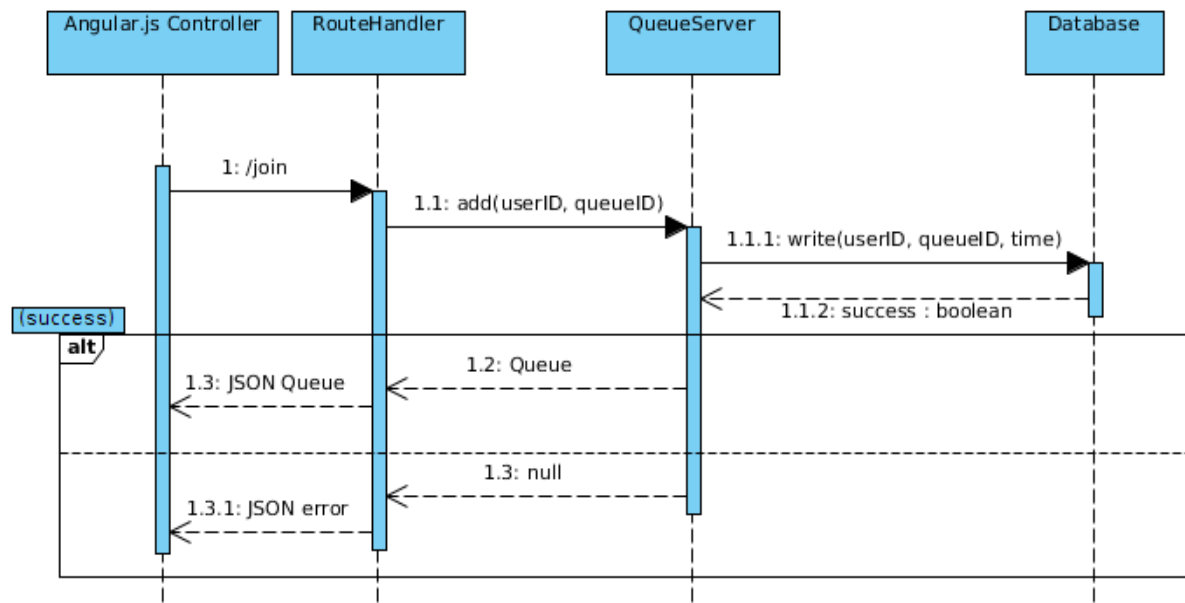 Angular.js Controller
RouteHandler
QueueServer
Database
1: /join
1.1: add(userID, queueID)
1.1.1: write(userID, queueID, time)
1.1.2: success : boolean
(success)
alt
1.2: Queue
1.3: JSON Queue
1.3: null
1.3.1: JSON error